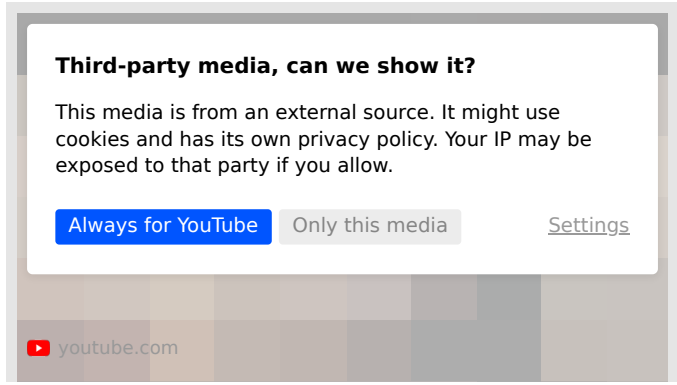 Third-party media, can we show it?
This media is from an external source. It might use
cookies and has its own privacy policy. Your IP may be
exposed to that party if you allow.
Always for YouTube Only this media Settings
youtube.com